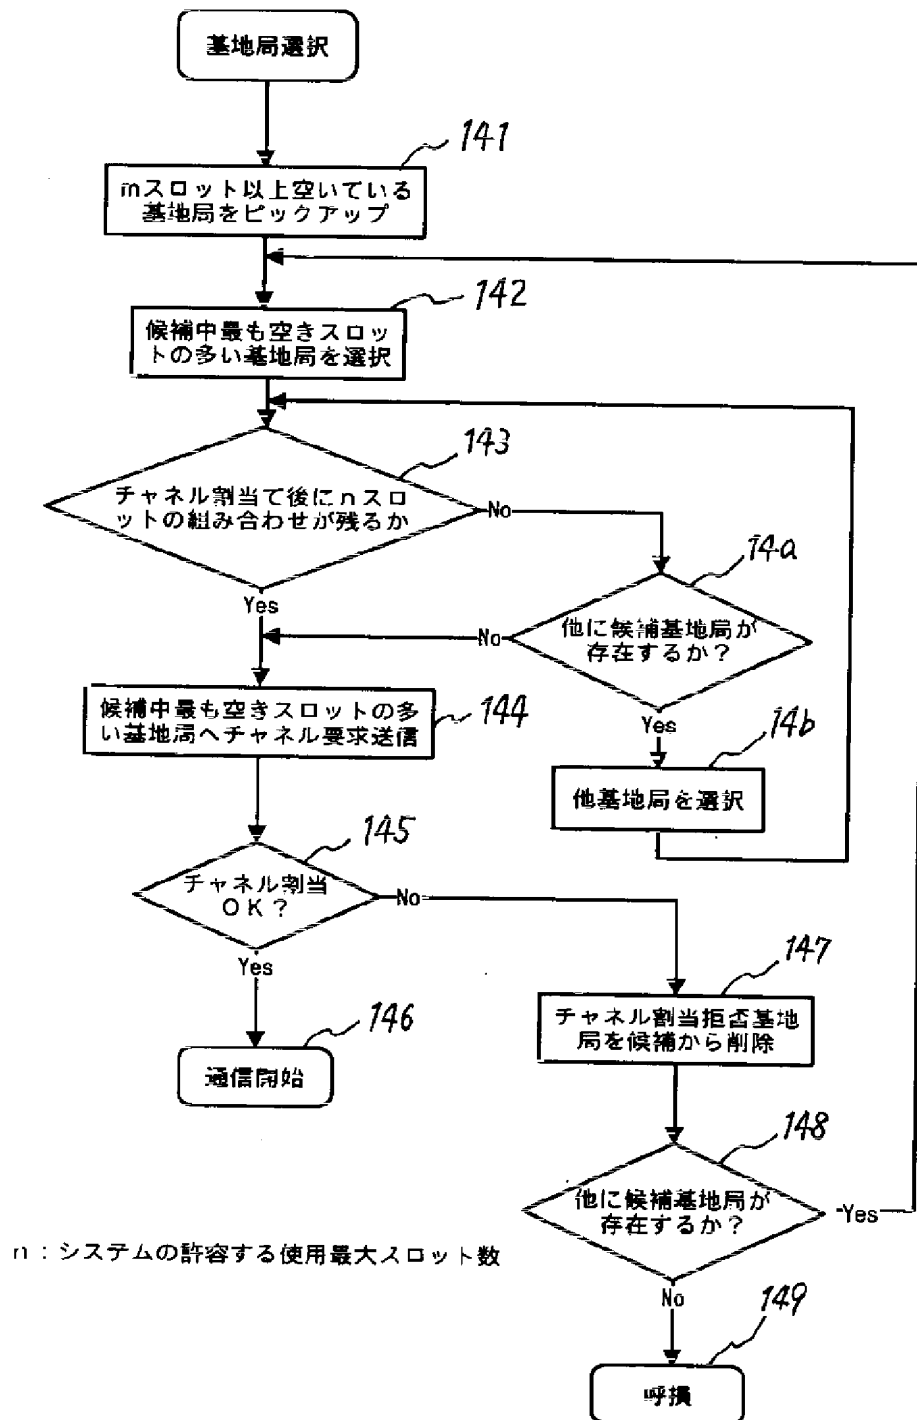 基地局選択
141
mスロット以上空いている
基地局をピックアップ
142
候補中最も空きスロッ
トの多い基地局を選択
143
チャネル割当て後にnスロ
ットの組み合わせが残るか
No
Yes
14a
他に候補基地局が
存在するか？
No
Yes
144
候補中最も空きスロットの多
い基地局へチャネル要求送信
14b
他基地局を選択
145
チャネル割当
OK？
No
Yes
146
通信開始
147
チャネル割当拒否基地
局を候補から削除
148
他に候補基地局が
存在するか？
Yes
No
n：システムの許容する使用最大スロット数
149
呼損